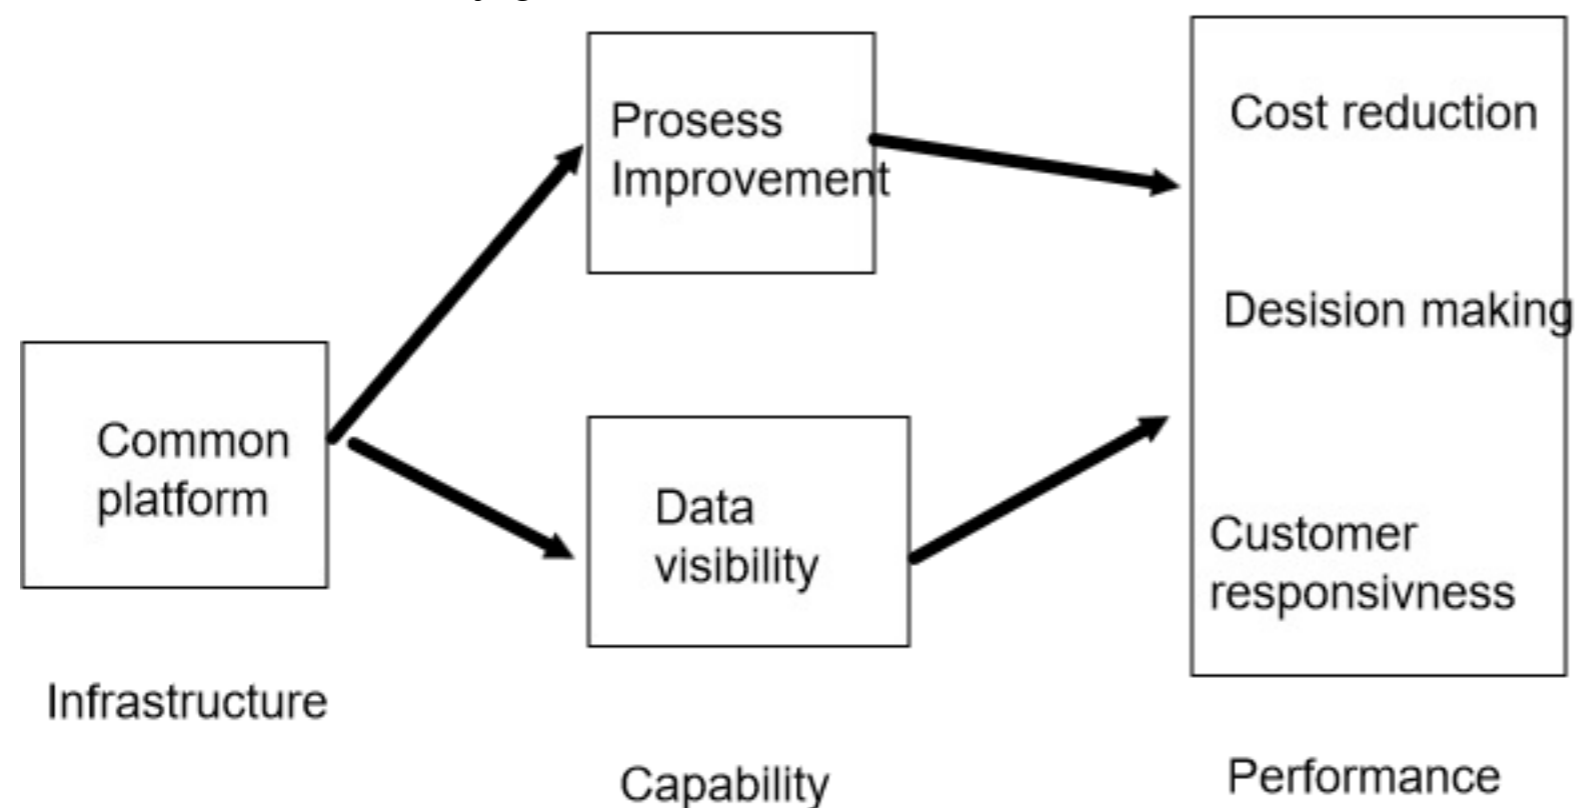 Prosess
Improvement
Cost reduction
Desision making
Common
platform
Data
visibility
Customer
responsivness
Infrastructure
Capability
Performance